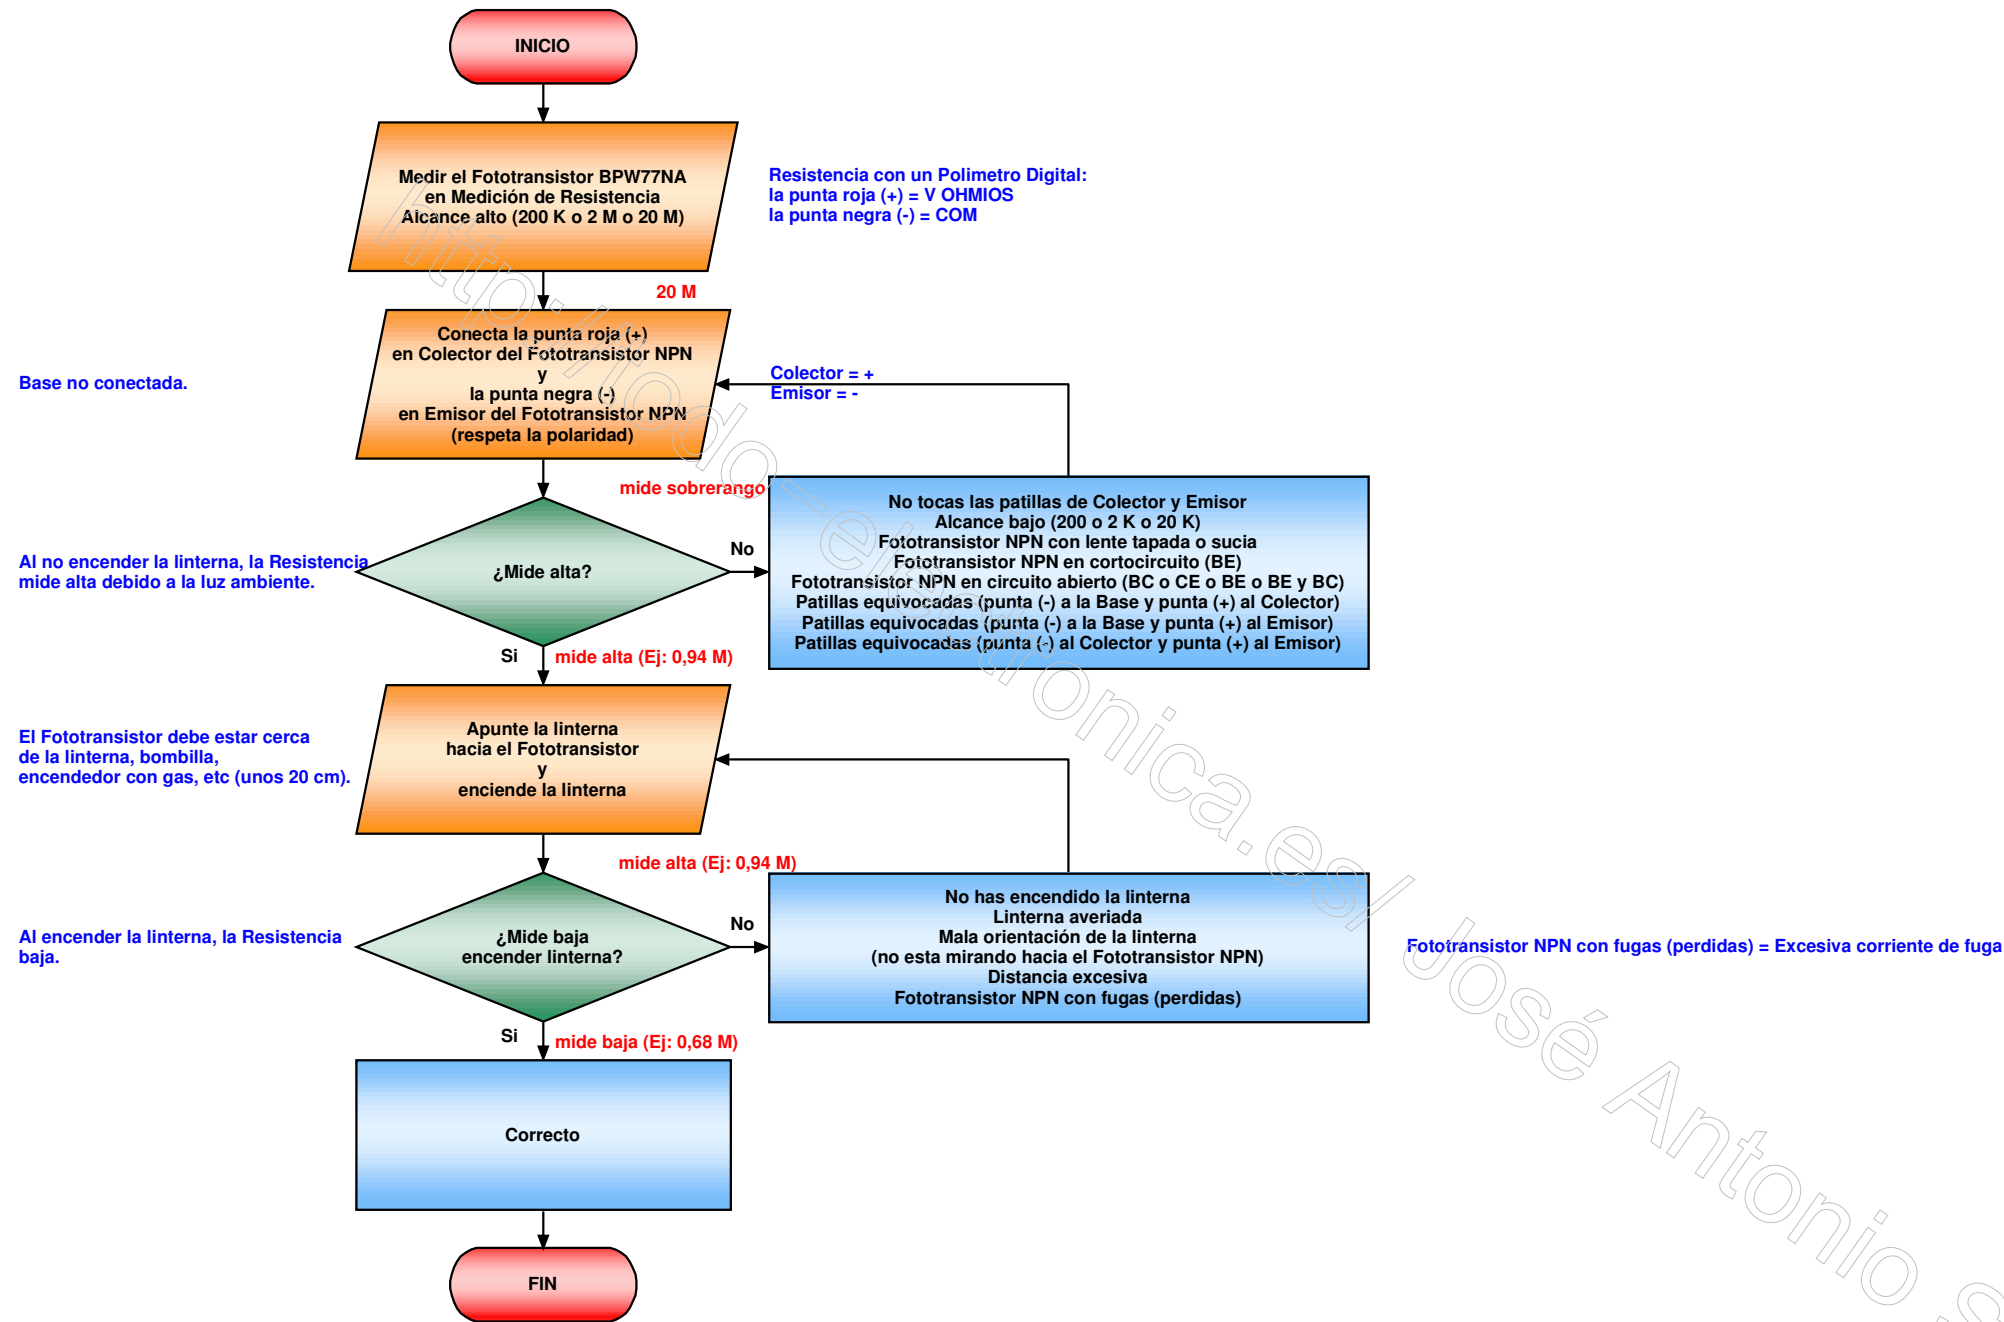 INICIO
Medir el Fototransistor BPW77NA
en Medición de Resistencia
Alcance alto (200 K o 2 M o 20 M)
Resistencia con un Polimetro Digital:
la punta roja (+) = V OHMIOS
la punta negra (-) = COM
20 M
Conecta la punta roja (+)
en Colector del Fototransistor NPN
y
la punta negra (-)
en Emisor del Fototransistor NPN
(respeta la polaridad)
Base no conectada.
Colector = +
Emisor = -
mide sobrerango
No tocas las patillas de Colector y Emisor
Alcance bajo (200 o 2 K o 20 K)
Fototransistor NPN con lente tapada o sucia
Fototransistor NPN en cortocircuito (BE)
Fototransistor NPN en circuito abierto (BC o CE o BE o BE y BC)
Patillas equivocadas (punta (-) a la Base y punta (+) al Colector)
Patillas equivocadas (punta (-) a la Base y punta (+) al Emisor)
Patillas equivocadas (punta (-) al Colector y punta (+) al Emisor)
Al no encender la linterna, la Resistencia
mide alta debido a la luz ambiente.
¿Mide alta?
No
Si
mide alta (Ej: 0,94 M)
Apunte la linterna
hacia el Fototransistor
y
enciende la linterna
El Fototransistor debe estar cerca
de la linterna, bombilla,
encendedor con gas, etc (unos 20 cm).
mide alta (Ej: 0,94 M)
No has encendido la linterna
Linterna averiada
Mala orientación de la linterna
(no esta mirando hacia el Fototransistor NPN)
Distancia excesiva
Fototransistor NPN con fugas (perdidas)
Al encender la linterna, la Resistencia
baja.
¿Mide baja
encender linterna?
No
Fototransistor NPN con fugas (perdidas) = Excesiva corriente de fuga
Si
mide baja (Ej: 0,68 M)
Correcto
FIN
http://todo-electronica.es/ José Antonio S